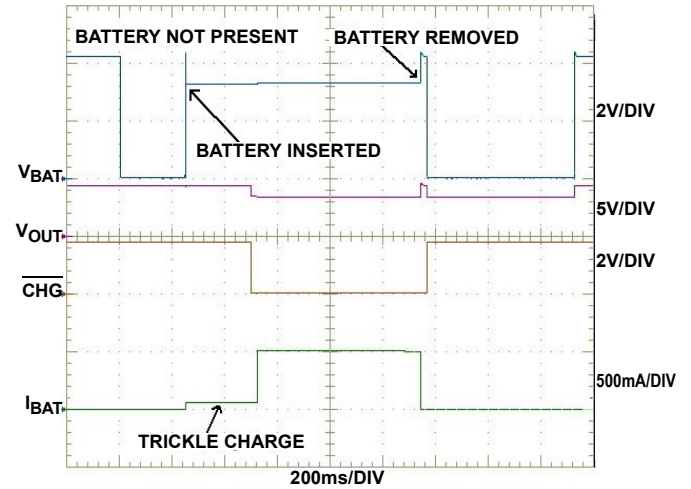 BATTERY NOT PRESENT
BATTERY REMOVED
2V/DIV
BATTERY INSERTED
VBAT
5V/DIV
VOUT
2V/DIV
CHG
500mA/DIV
IBAT
TRICKLE CHARGE
200ms/DIV